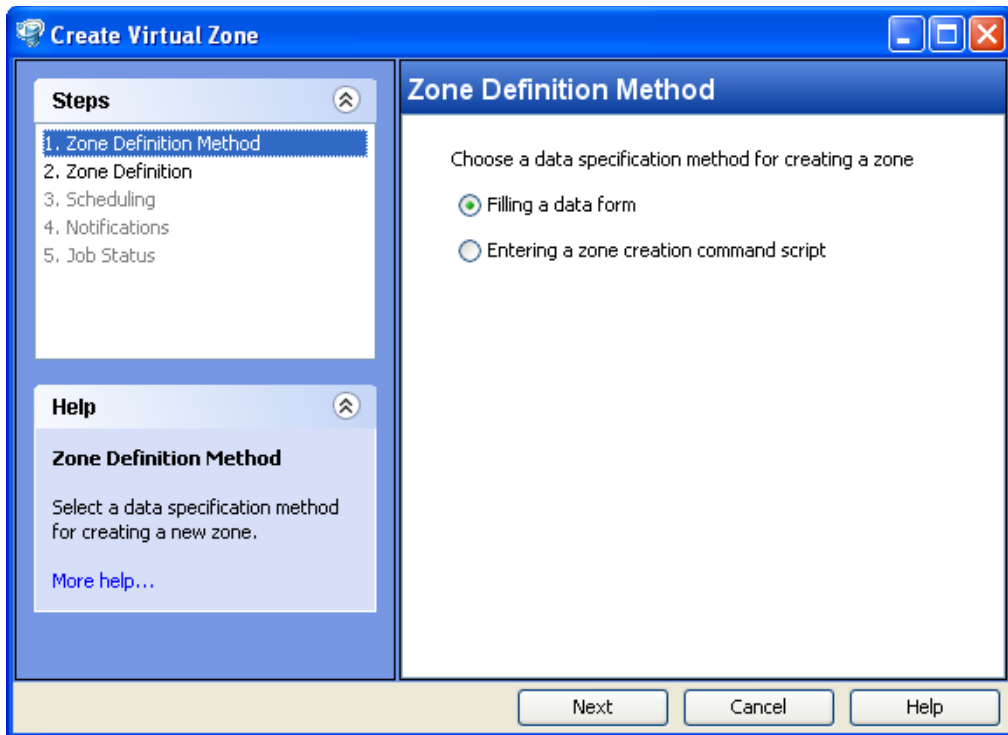 Create Virtual Zone
Steps
1. Zone Definition Method
2. Zone Definition
3. Scheduling
4. Notifications
5. Job Status
Help
Zone Definition Method
Select a data specification method
for creating a new zone.
More help...
Zone Definition Method
Choose a data specification method for creating a zone
Filling a data form
Entering a zone creation command script
Next
Cancel
Help